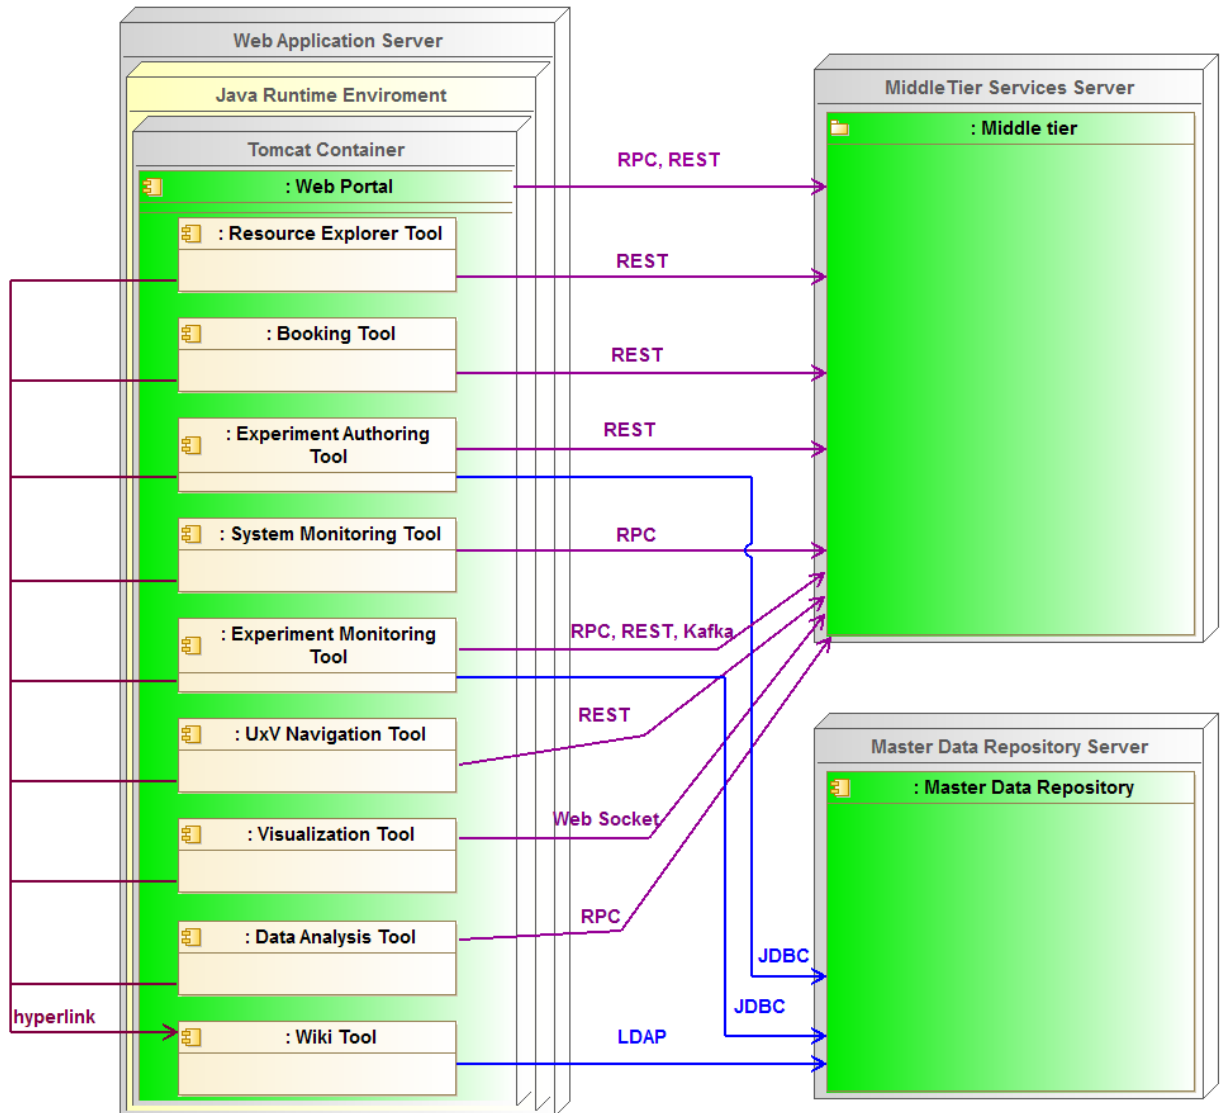 Web Application Server
Java Runtime Enviroment
Tomcat Container
: Web Portal
: Resource Explorer Tool
: Booking Tool
: Experiment Authoring
Tool
: System Monitoring Tool
: Experiment Monitoring
Tool
: UxV Navigation Tool
: Visualization Tool
: Data Analysis Tool
: Wiki Tool
hyperlink
RPC, REST
REST
REST
REST
RPC
RPC, REST, Kafka
REST
Web Socket
RPC
JDBC
JDBC
LDAP
MiddleTier Services Server
: Middle tier
Master Data Repository Server
: Master Data Repository